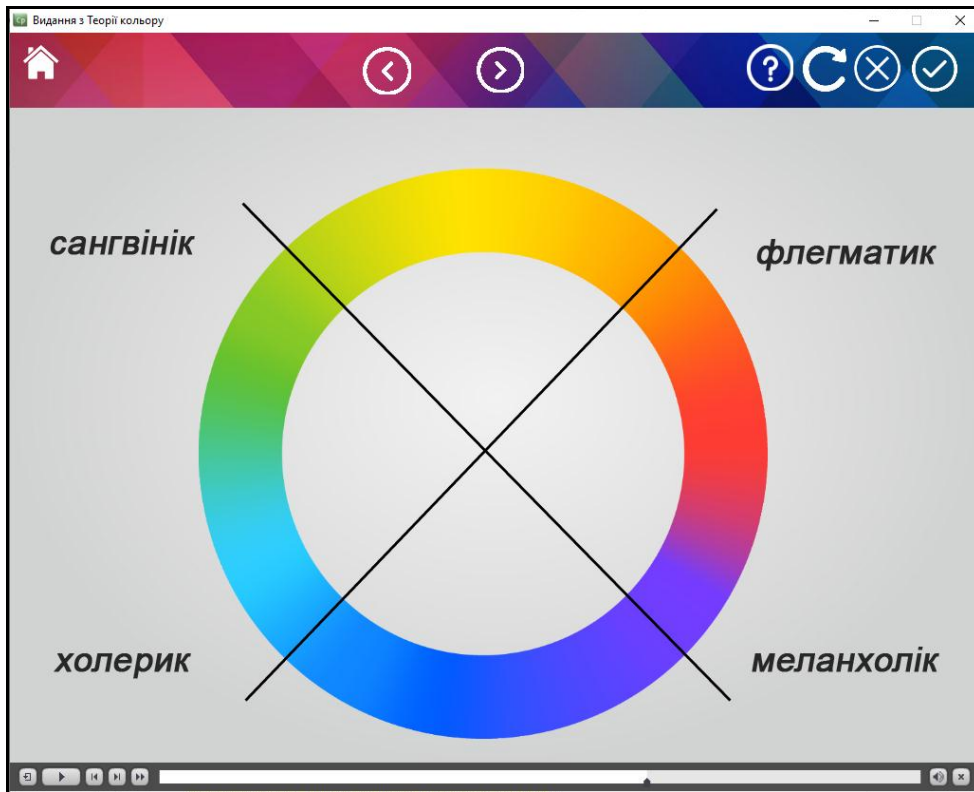 Видання з Теорії кольору
сангвінік
флегматик
холерик
меланхолік